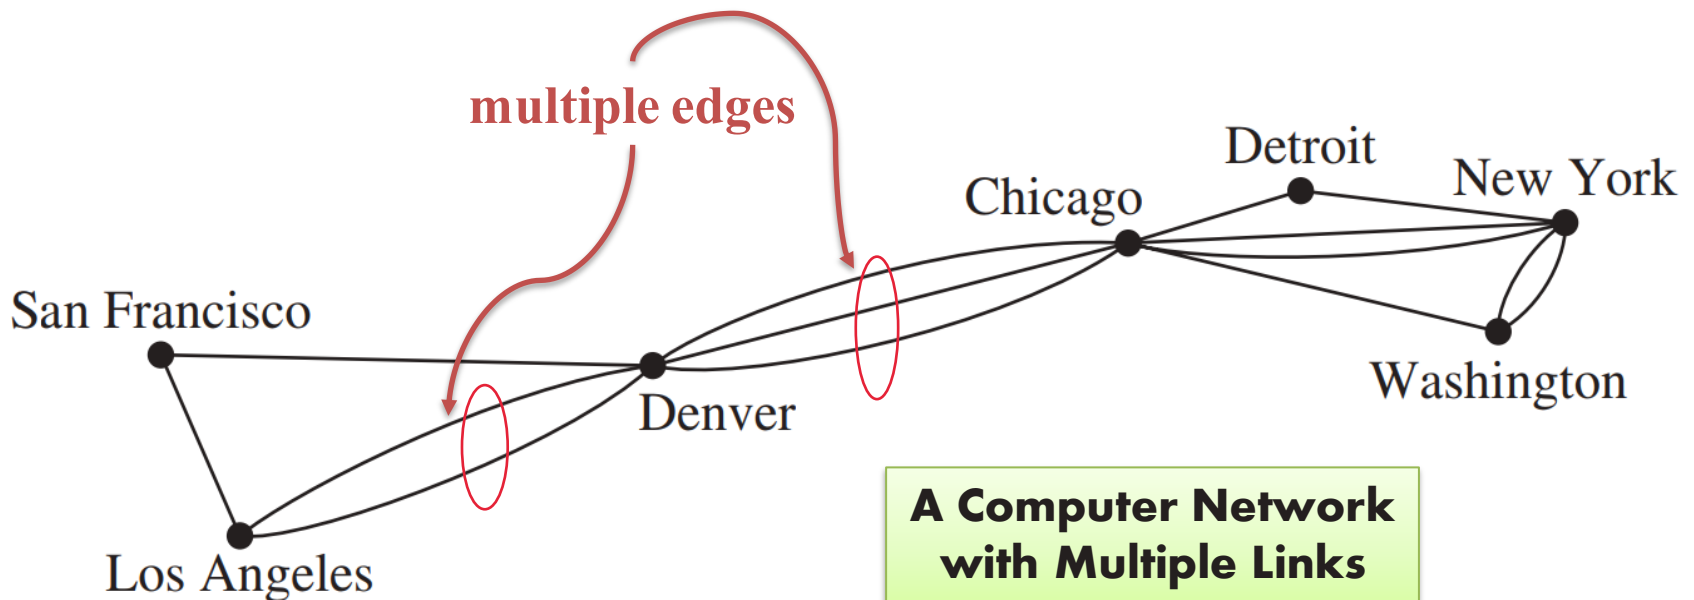 multiple edges
Detroit
New York
Chicago
San Francisco
Washington
Denver
Los Angeles
A Computer Network
with Multiple Links